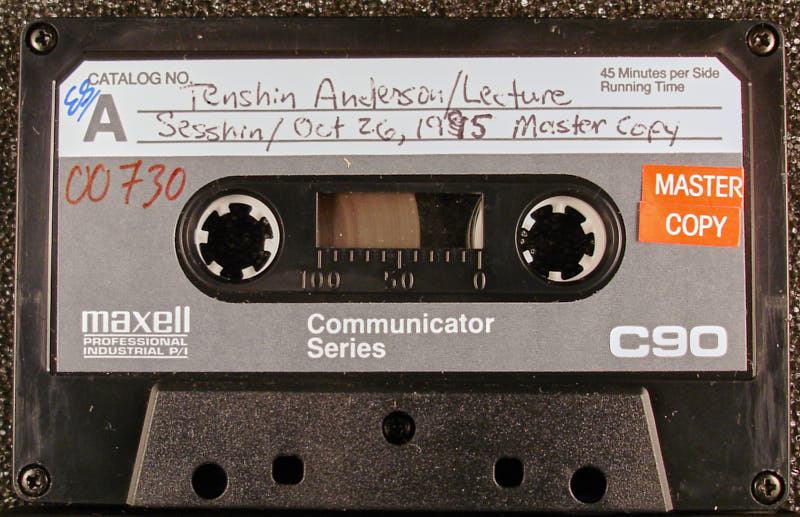 CATALOG NO.
45 Minutes per Side
Running Time
A
Tenshin Anderson/Lecture
Sesshin/Oct 26, 1995 Master Copy
00730
MASTER
COPY
100 50 0
maxell
PROFESSIONAL
INDUSTRIAL P/I
Communicator
Series
C90